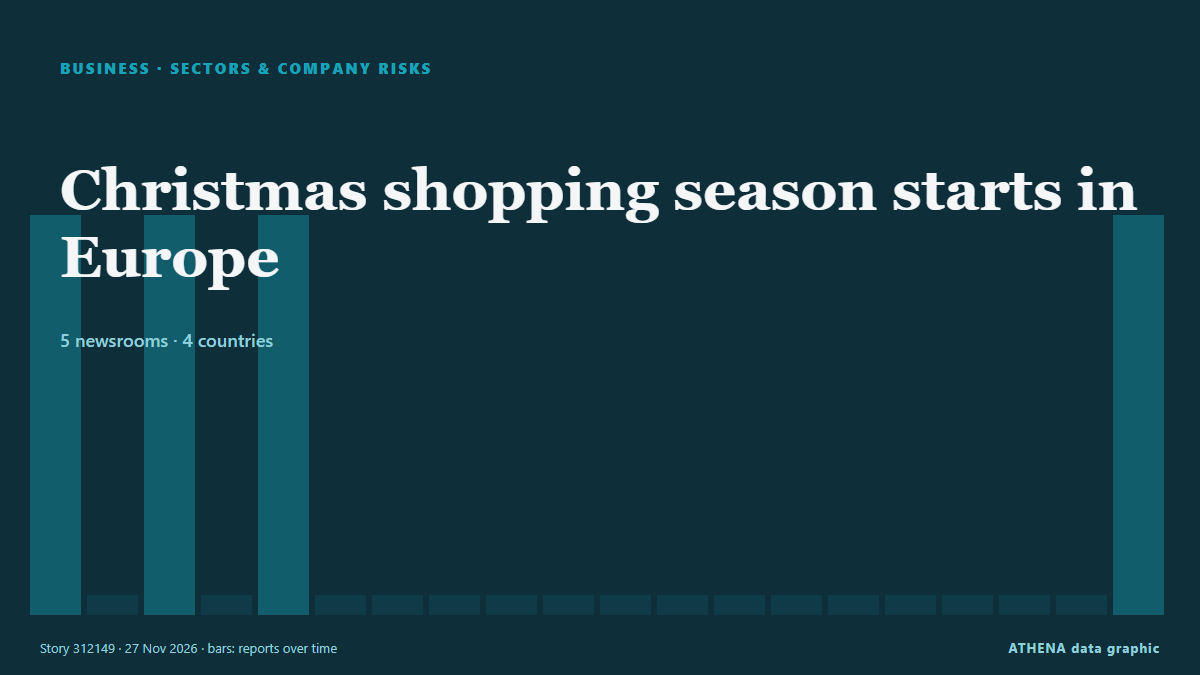 BUSINESS · SECTORS & COMPANY RISKS
Christmas shopping season starts in
Europe
5 newsrooms · 4 countries
Story 312149 · 27 Nov 2026 · bars: reports over time
ATHENA data graphic